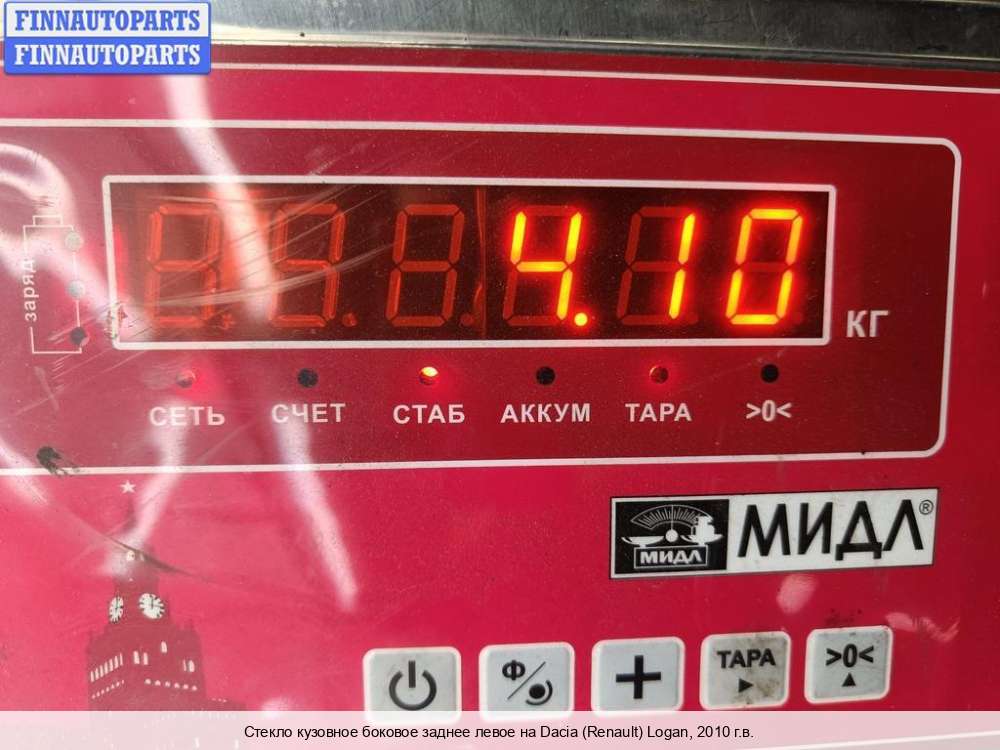 FINNAUTOPARTS
FINNAUTOPARTS
заряд
4.10
КГ
СЕТЬ СЧЕТ СТАБ АККУМ ТАРА >0<
МИДЛ МИДЛ®
Ф/ + ТАРА >0<
Стекло кузовное боковое заднее левое на Dacia (Renault) Logan, 2010 г.в.